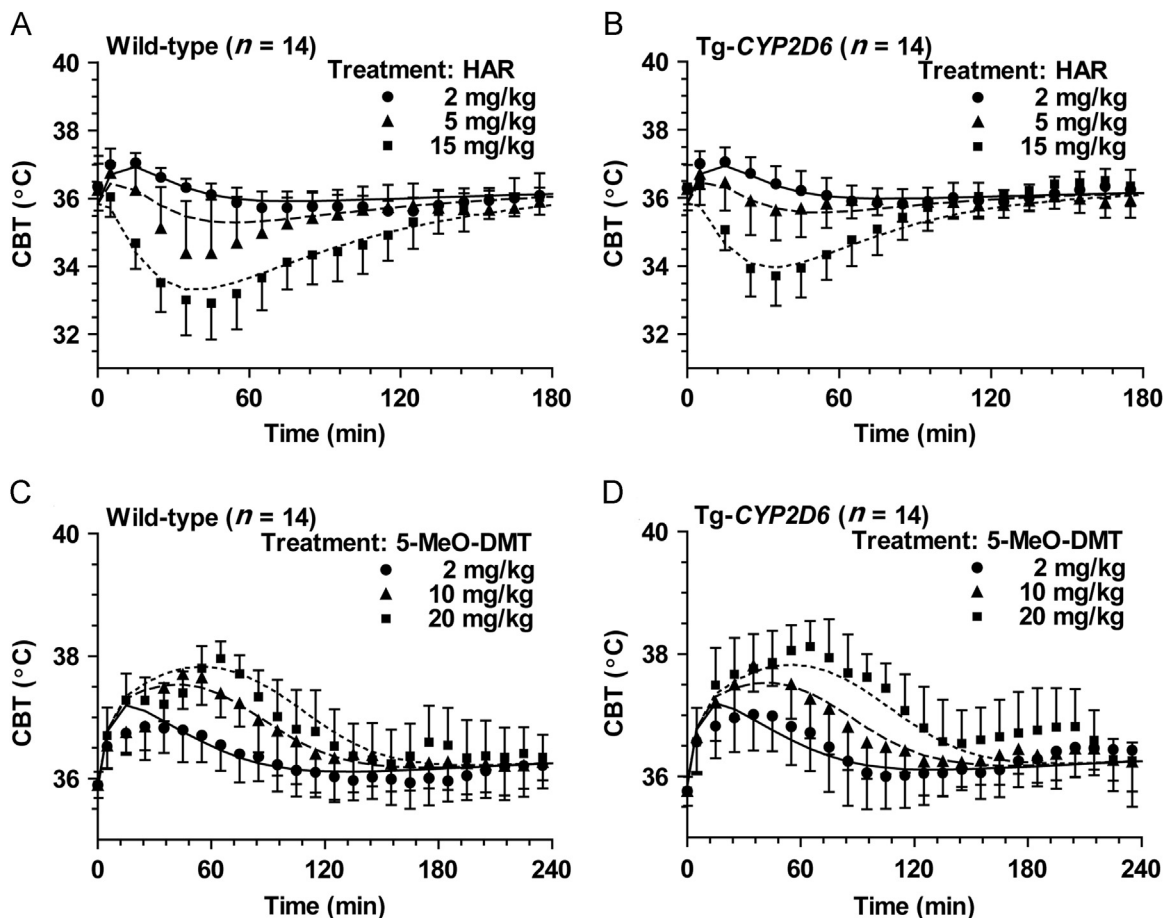 A
Wild-type (n = 14)
Treatment: HAR
2 mg/kg
5 mg/kg
15 mg/kg
40
38
36
34
32
CBT (°C)
0 60 120 180
Time (min)
B
Tg-CYP2D6 (n = 14)
Treatment: HAR
2 mg/kg
5 mg/kg
15 mg/kg
40
38
36
34
32
CBT (°C)
0 60 120 180
Time (min)
C
Wild-type (n = 14)
Treatment: 5-MeO-DMT
2 mg/kg
10 mg/kg
20 mg/kg
40
38
36
CBT (°C)
0 60 120 180 240
Time (min)
D
Tg-CYP2D6 (n = 14)
Treatment: 5-MeO-DMT
2 mg/kg
10 mg/kg
20 mg/kg
40
38
36
CBT (°C)
0 60 120 180 240
Time (min)